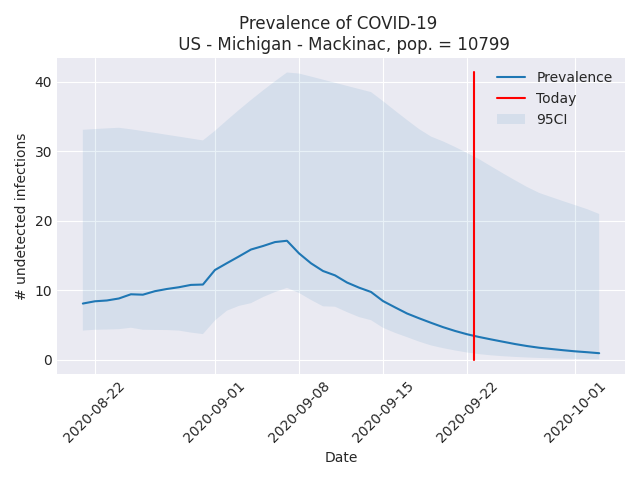 Prevalence of COVID-19
US - Michigan - Mackinac, pop. = 10799
Prevalence
Today
95CI
# undetected infections
40
30
20
10
0
2020-08-22
2020-09-01
2020-09-08
2020-09-15
2020-09-22
2020-10-01
Date